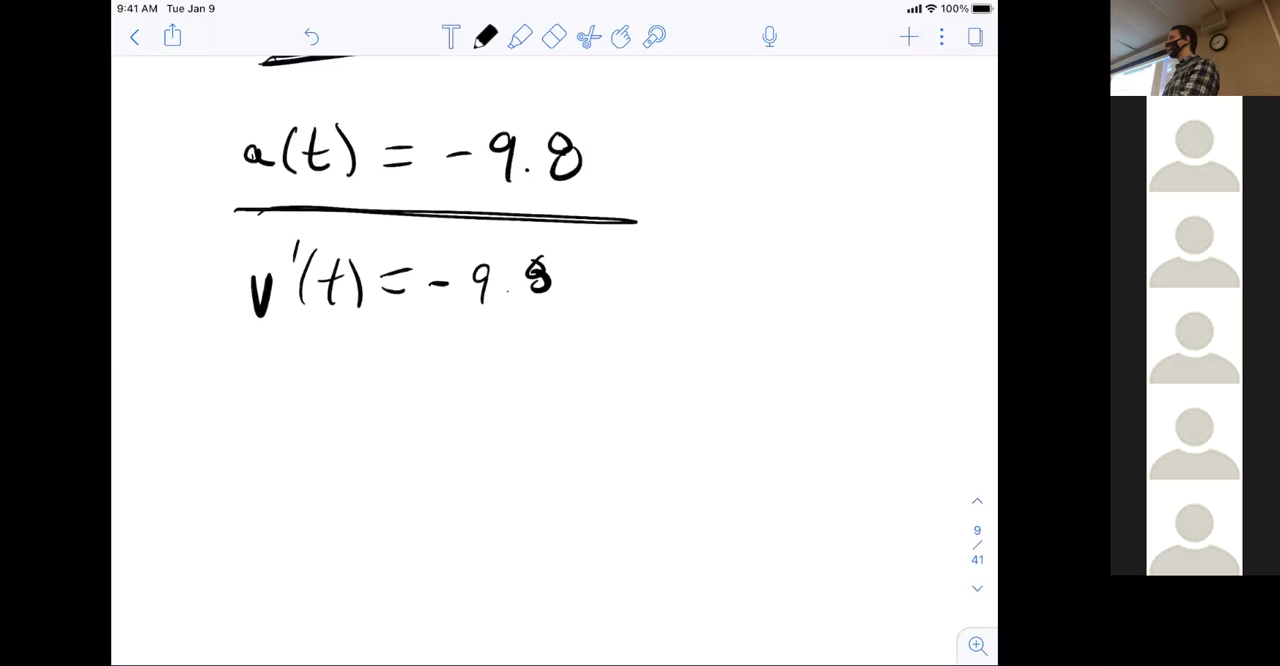 9:41 AM Tue Jan 9 100%
a(t) = -9.8
v'(t) = -9.8
9
/
41